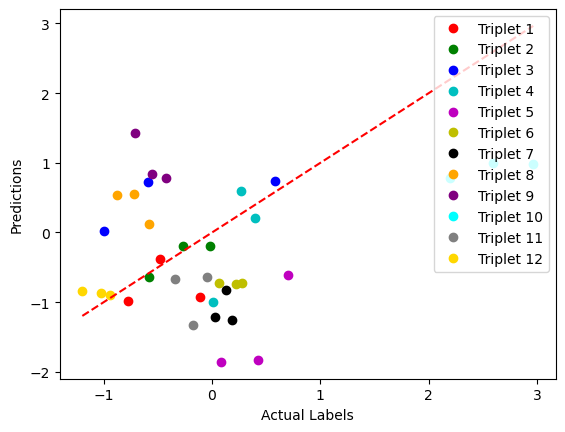 3
2
1
0
−1
−2
Predictions
−1
0
1
2
3
Actual Labels
Triplet 1
Triplet 2
Triplet 3
Triplet 4
Triplet 5
Triplet 6
Triplet 7
Triplet 8
Triplet 9
Triplet 10
Triplet 11
Triplet 12